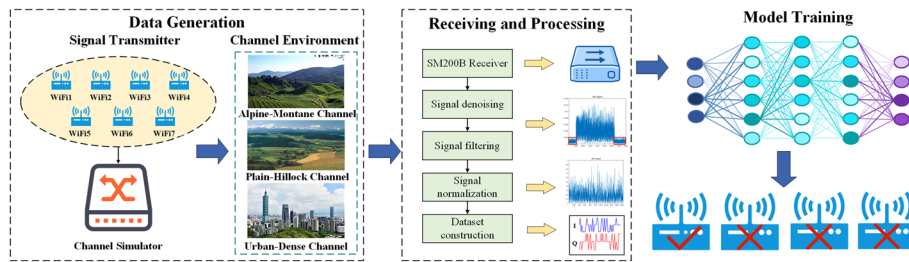 Data Generation
Signal Transmitter
WiFi1 WiFi2 WiFi3 WiFi4
WiFi5 WiFi6 WiFi7
Channel Simulator
Channel Environment
Alpine-Montane Channel
Plain-Hillock Channel
Urban-Dense Channel
Receiving and Processing
SM200B Receiver
Signal denoising
Signal filtering
Signal
normalization
Dataset
construction
I
Q
Model Training